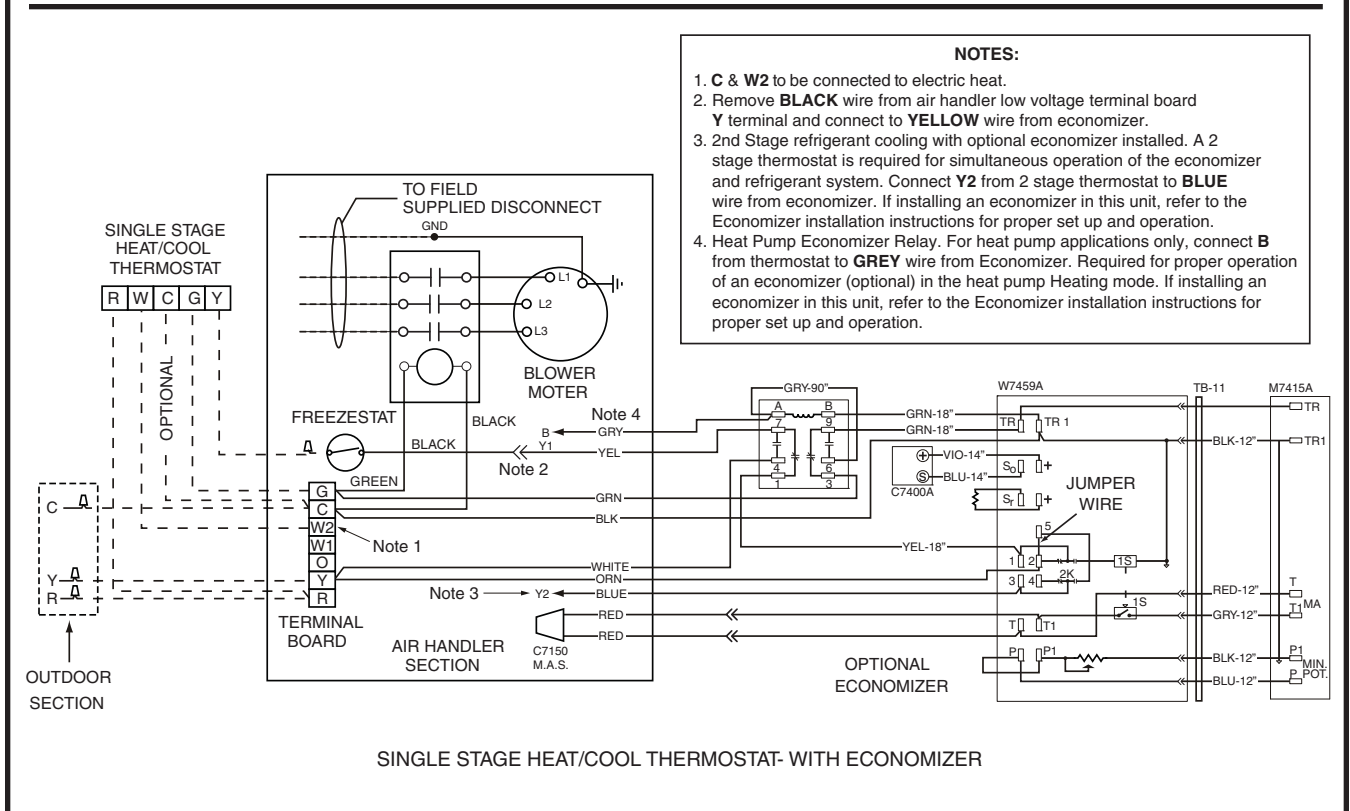 NOTES:
1. C & W2 to be connected to electric heat.
2. Remove BLACK wire from air handler low voltage terminal board
Y terminal and connect to YELLOW wire from economizer.
3. 2nd Stage refrigerant cooling with optional economizer installed. A 2
stage thermostat is required for simultaneous operation of the economizer
and refrigerant system. Connect Y2 from 2 stage thermostat to BLUE
wire from economizer. If installing an economizer in this unit, refer to the
Economizer installation instructions for proper set up and operation.
4. Heat Pump Economizer Relay. For heat pump applications only, connect B
from thermostat to GREY wire from Economizer. Required for proper operation
of an economizer (optional) in the heat pump Heating mode. If installing an
economizer in this unit, refer to the Economizer installation instructions for
proper set up and operation.
TO FIELD
SUPPLIED DISCONNECT
GND
L1
L2
L3
BLOWER
MOTOR
SINGLE STAGE
HEAT/COOL
THERMOSTAT
R W C G Y
OPTIONAL
FREEZESTAT
BLACK
BLACK
GREEN
Note 4
B
GRY
Y1
YEL
Note 2
G
C
W2
W1
O
Y
R
Note 1
TERMINAL
BOARD
GRN
BLK
WHITE
ORN
Note 3
Y2
BLUE
RED
RED
C7150
M.A.S.
AIR HANDLER
SECTION
C
Y
R
OUTDOOR
SECTION
GRY-90"
A
B
7
9
4
6
1
3
GRN-18"
GRN-18"
VIO-14"
BLU-14"
+
S
C7400A
YEL-18"
W7459A
TR
TR 1
So
+
Sr
+
JUMPER
WIRE
5
1
2
1S
3
4
2K
1S
T
T1
P
P1
OPTIONAL
ECONOMIZER
TB-11
M7415A
TR
BLK-12"
TR1
RED-12"
T
GRY-12"
T1
MA
BLK-12"
P1
MIN.
POT.
BLU-12"
P
SINGLE STAGE HEAT/COOL THERMOSTAT- WITH ECONOMIZER